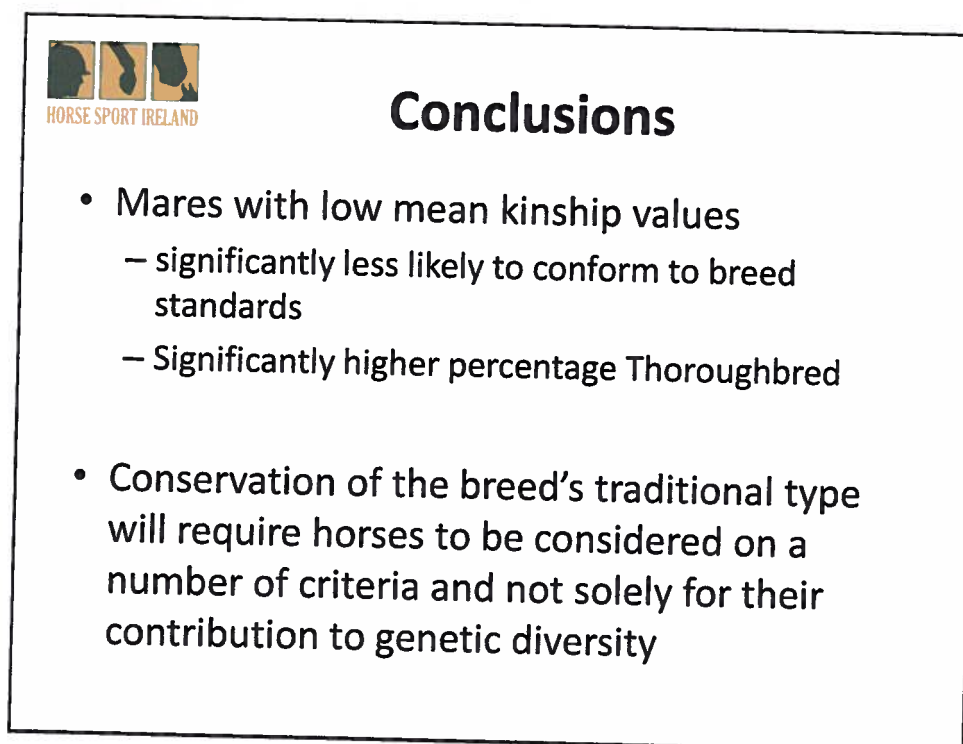 HORSE SPORT IRELAND
Conclusions
• Mares with low mean kinship values
– significantly less likely to conform to breed
standards
– Significantly higher percentage Thoroughbred
• Conservation of the breed’s traditional type
will require horses to be considered on a
number of criteria and not solely for their
contribution to genetic diversity